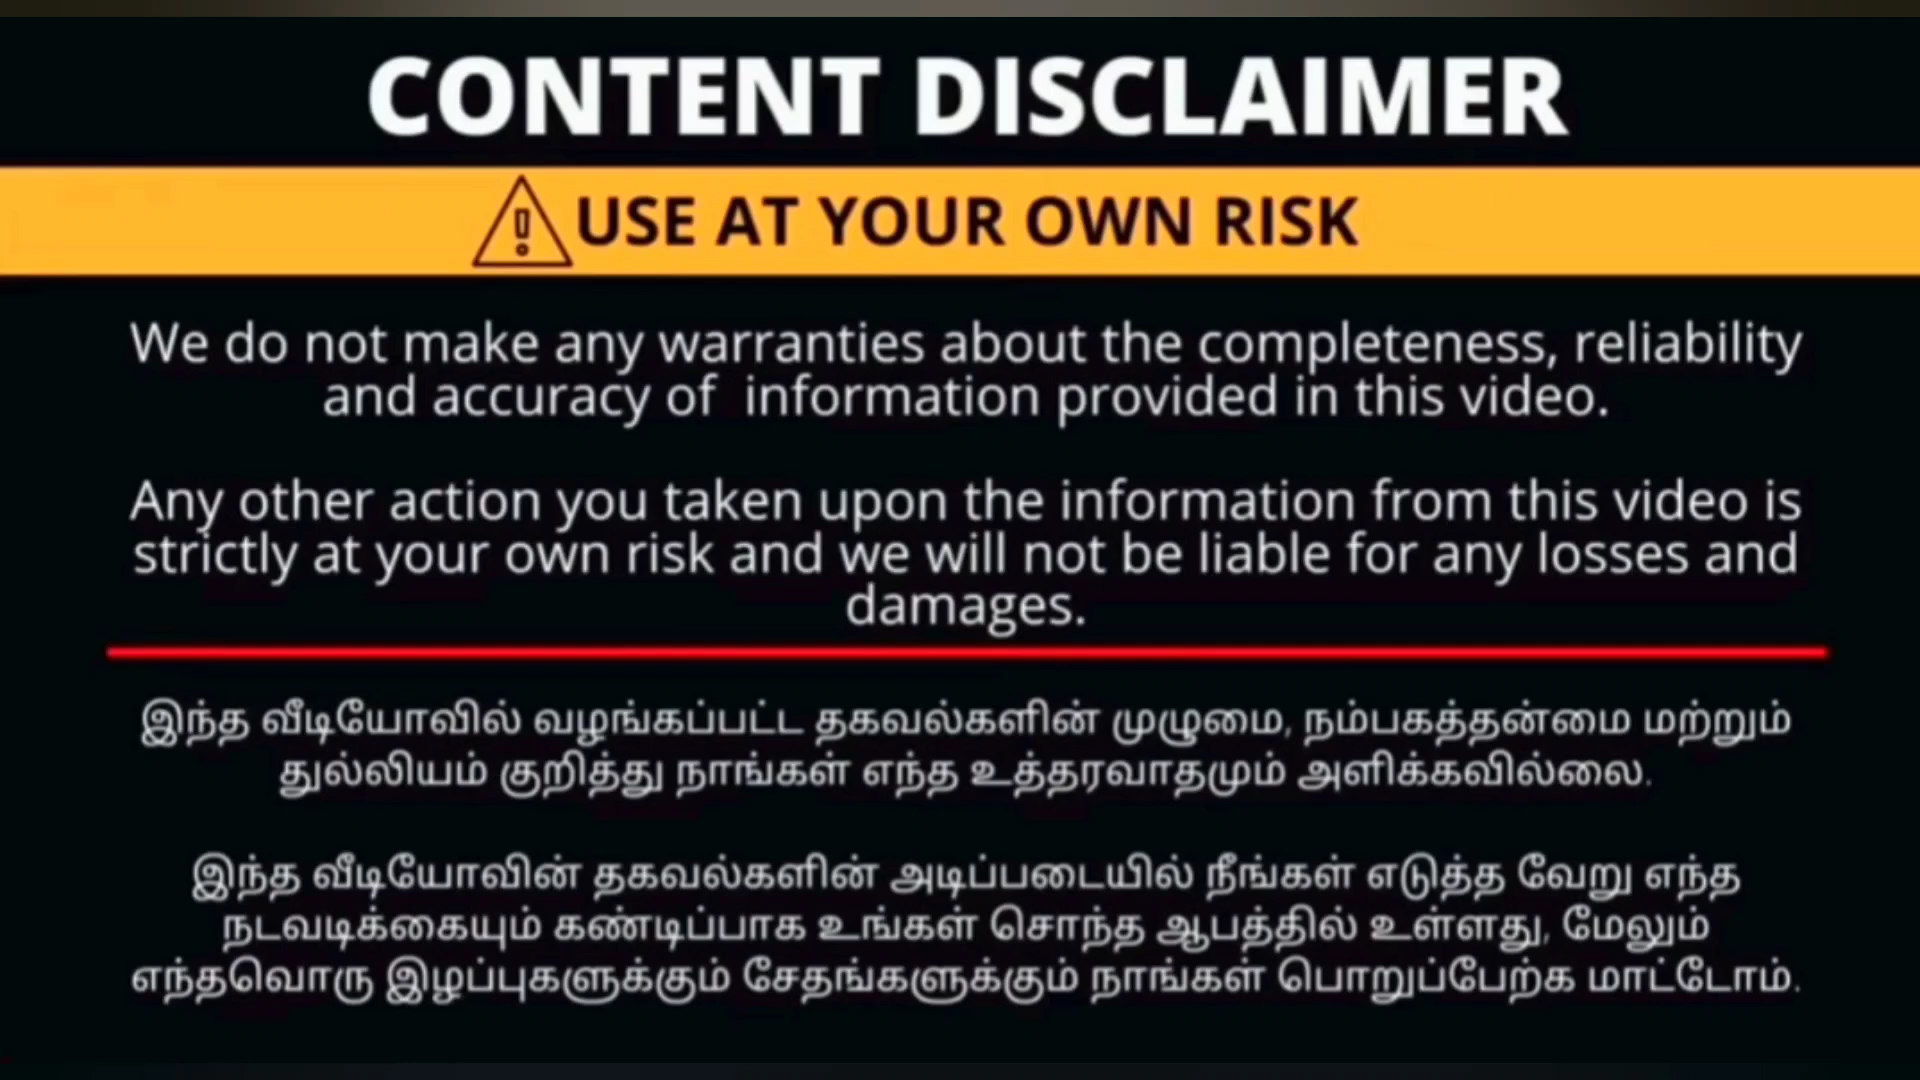 CONTENT DISCLAIMER
USE AT YOUR OWN RISK
We do not make any warranties about the completeness, reliability
and accuracy of information provided in this video.
Any other action you taken upon the information from this video is
strictly at your own risk and we will not be liable for any losses and
damages.
இந்த வீடியோவில் வழங்கப்பட்ட தகவல்களின் முழுமை, நம்பகத்தன்மை மற்றும்
துல்லியம் குறித்து நாங்கள் எந்த உத்தரவாதமும் அளிக்கவில்லை.
இந்த வீடியோவின் தகவல்களின் அடிப்படையில் நீங்கள் எடுத்த வேறு எந்த
நடவடிக்கையும் கண்டிப்பாக உங்கள் சொந்த ஆபத்தில் உள்ளது, மேலும்
எந்தவொரு இழப்புகளுக்கும் சேதங்களுக்கும் நாங்கள் பொறுப்பேற்க மாட்டோம்.